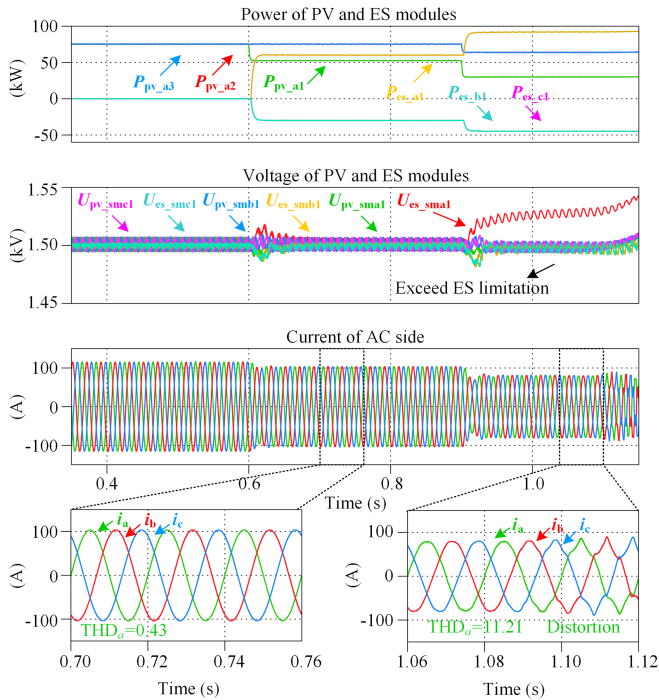 Power of PV and ES modules
100
50
0
-50
(kW)
P_pv_a3 P_pv_a2 P_pv_a1 P_es_a1 P_es_b1 P_es_c1
Voltage of PV and ES modules
1.55
1.50
1.45
(kV)
U_pv_smc1 U_es_smc1 U_pv_smb1 U_es_smb1 U_pv_sma1 U_es_sma1
Exceed ES limitation
Current of AC side
100
0
-100
(A)
0.4 0.6 0.8 1.0
Time (s)
100
0
-100
(A)
i_a i_b i_c
THD_a=0.43
0.70 0.72 0.74 0.76
Time (s)
100
0
-100
(A)
i_a i_b i_c
THD_a=11.21 Distortion
1.06 1.08 1.10 1.12
Time (s)